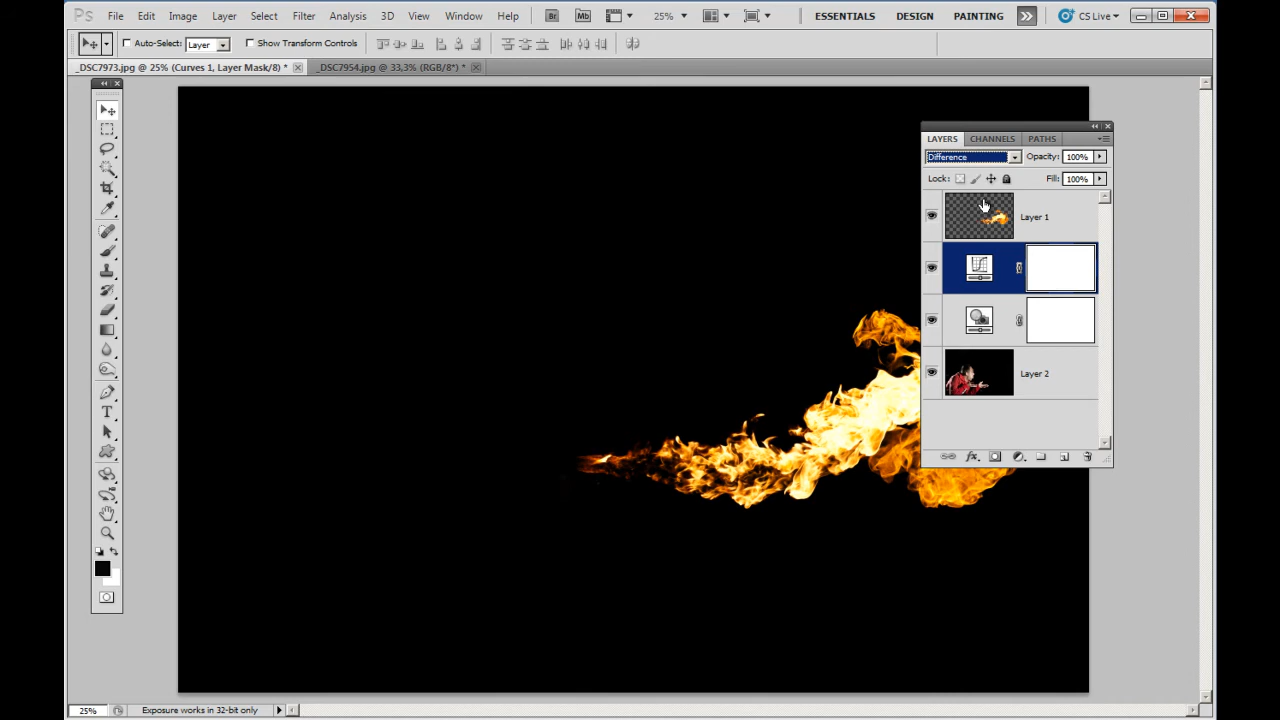 Ps File Edit Image Layer Select Filter Analysis 3D View Window Help Br Mb 25% ESSENTIALS DESIGN PAINTING CS Live
Auto-Select: Layer Show Transform Controls
_DSC7973.jpg @ 25% (Curves 1, Layer Mask/8) * _DSC7954.jpg @ 33,3% (RGB/8*) *
LAYERS CHANNELS PATHS
Difference Opacity: 100%
Lock: Fill: 100%
Layer 1
Layer 2
fx
T
25% Exposure works in 32-bit only